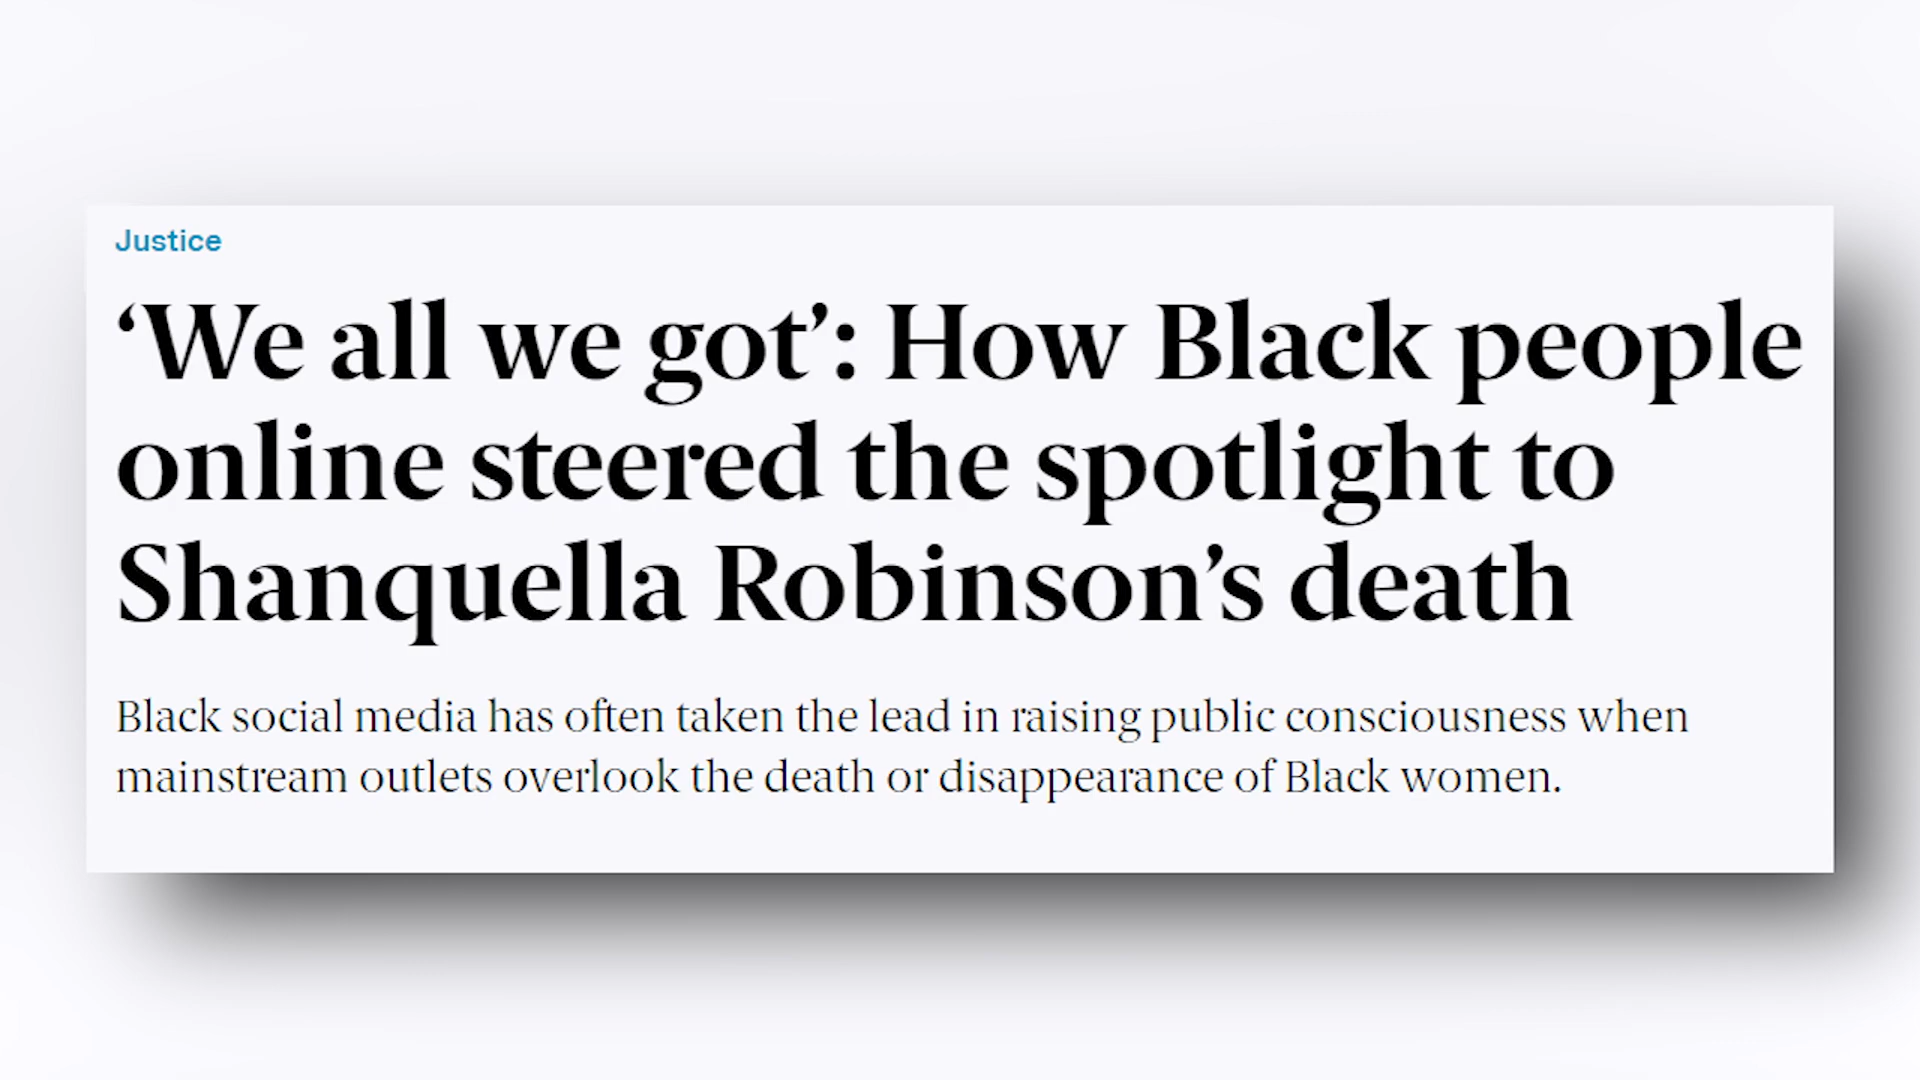 Justice
‘We all we got’: How Black people
online steered the spotlight to
Shanquella Robinson’s death
Black social media has often taken the lead in raising public consciousness when
mainstream outlets overlook the death or disappearance of Black women.